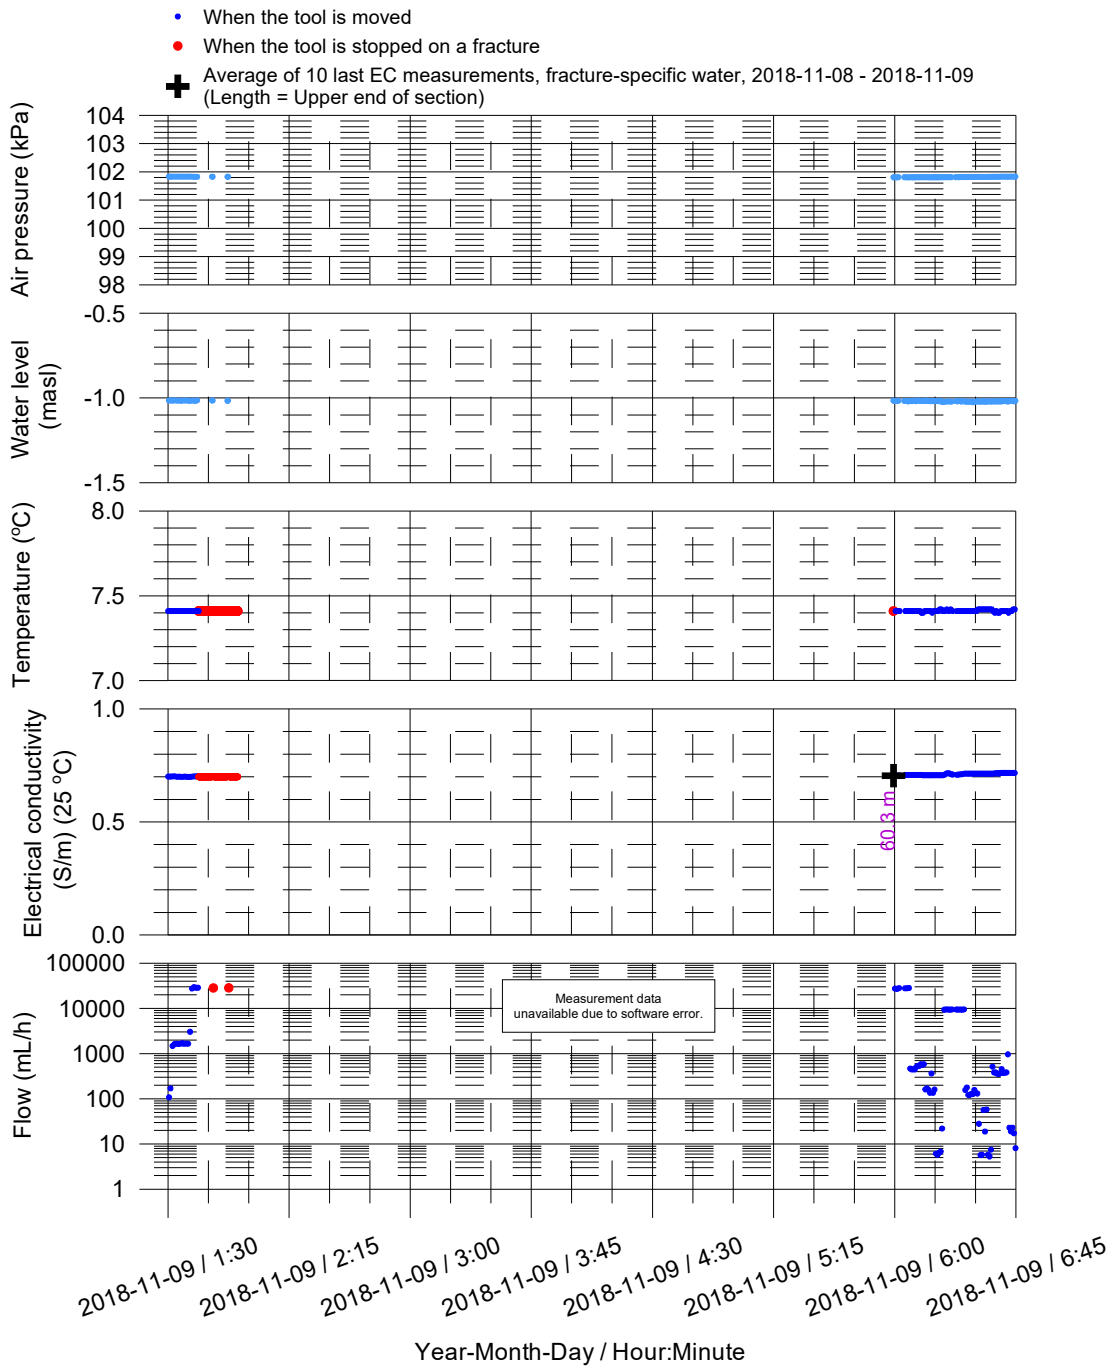 When the tool is moved
When the tool is stopped on a fracture
Average of 10 last EC measurements, fracture-specific water, 2018-11-08 - 2018-11-09
(Length = Upper end of section)
Air pressure (kPa)
104
103
102
101
100
99
98
Water level
(masl)
-0.5
-1.0
-1.5
Temperature (ºC)
8.0
7.5
7.0
Electrical conductivity
(S/m) (25 ºC)
1.0
0.5
0.0
60.3 m
Flow (mL/h)
100000
10000
1000
100
10
1
Measurement data
unavailable due to software error.
2018-11-09 / 1:30
2018-11-09 / 2:15
2018-11-09 / 3:00
2018-11-09 / 3:45
2018-11-09 / 4:30
2018-11-09 / 5:15
2018-11-09 / 6:00
2018-11-09 / 6:45
Year-Month-Day / Hour:Minute